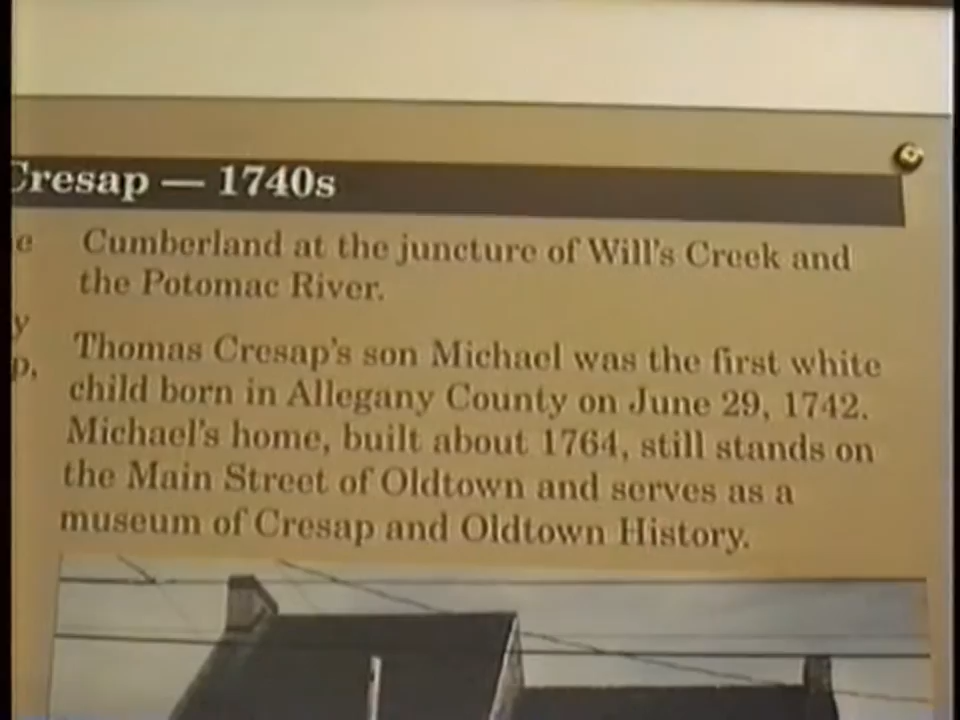 Cresap — 1740s
e
y
p,
Cumberland at the juncture of Will's Creek and
the Potomac River.
Thomas Cresap's son Michael was the first white
child born in Allegany County on June 29, 1742.
Michael's home, built about 1764, still stands on
the Main Street of Oldtown and serves as a
museum of Cresap and Oldtown History.